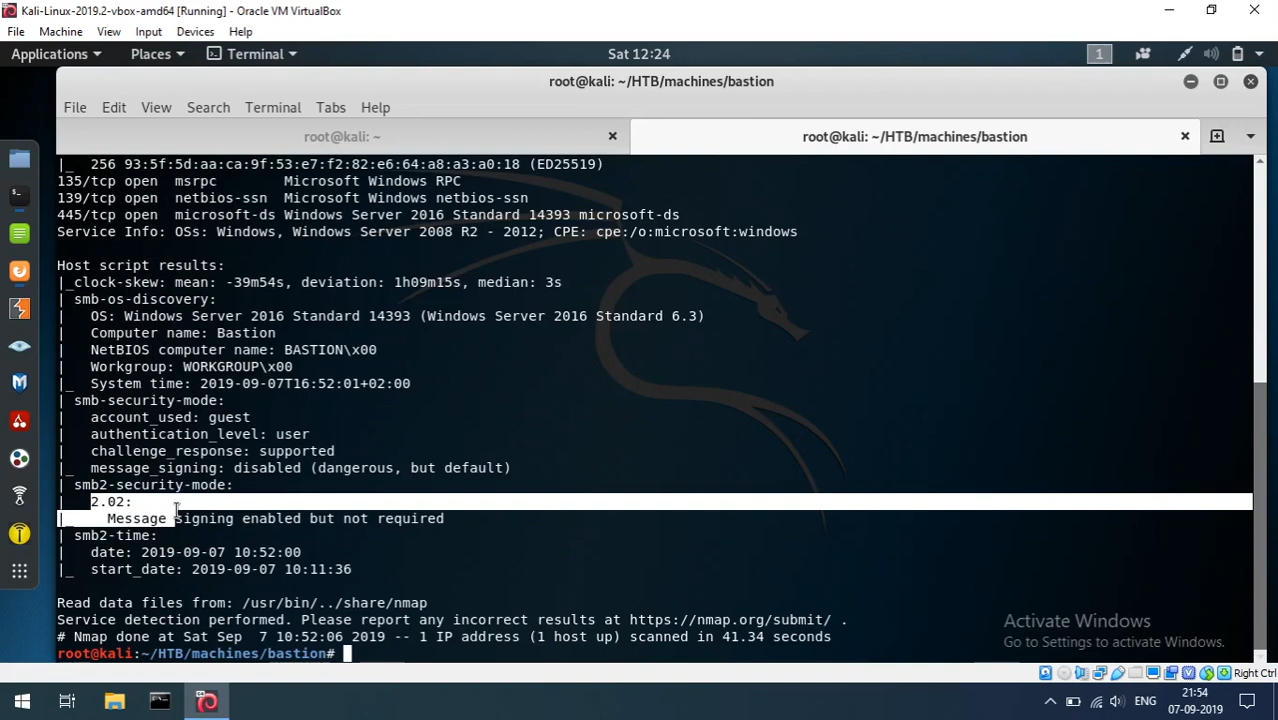 Kali-Linux-2019.2-vbox-amd64 [Running] - Oracle VM VirtualBox
File Machine View Input Devices Help
Applications Places Terminal Sat 12:24 1
root@kali: ~/HTB/machines/bastion
File Edit View Search Terminal Tabs Help
root@kali: ~ root@kali: ~/HTB/machines/bastion
|_  256 93:5f:5d:aa:ca:9f:53:e7:f2:82:e6:64:a8:a3:a0:18 (ED25519)
135/tcp open  msrpc        Microsoft Windows RPC
139/tcp open  netbios-ssn  Microsoft Windows netbios-ssn
445/tcp open  microsoft-ds Windows Server 2016 Standard 14393 microsoft-ds
Service Info: OSs: Windows, Windows Server 2008 R2 - 2012; CPE: cpe:/o:microsoft:windows
Host script results:
|_clock-skew: mean: -39m54s, deviation: 1h09m15s, median: 3s
| smb-os-discovery:
|   OS: Windows Server 2016 Standard 14393 (Windows Server 2016 Standard 6.3)
|   Computer name: Bastion
|   NetBIOS computer name: BASTION\x00
|   Workgroup: WORKGROUP\x00
|_  System time: 2019-09-07T16:52:01+02:00
| smb-security-mode:
|   account_used: guest
|   authentication_level: user
|   challenge_response: supported
|_  message_signing: disabled (dangerous, but default)
| smb2-security-mode:
|   2.02:
|_    Message signing enabled but not required
| smb2-time:
|   date: 2019-09-07 10:52:00
|_  start_date: 2019-09-07 10:11:36
Read data files from: /usr/bin/../share/nmap
Service detection performed. Please report any incorrect results at https://nmap.org/submit/ .
# Nmap done at Sat Sep  7 10:52:06 2019 -- 1 IP address (1 host up) scanned in 41.34 seconds
root@kali:~/HTB/machines/bastion#
Activate Windows
Go to Settings to activate Windows.
Right Ctrl
ENG
21:54
07-09-2019